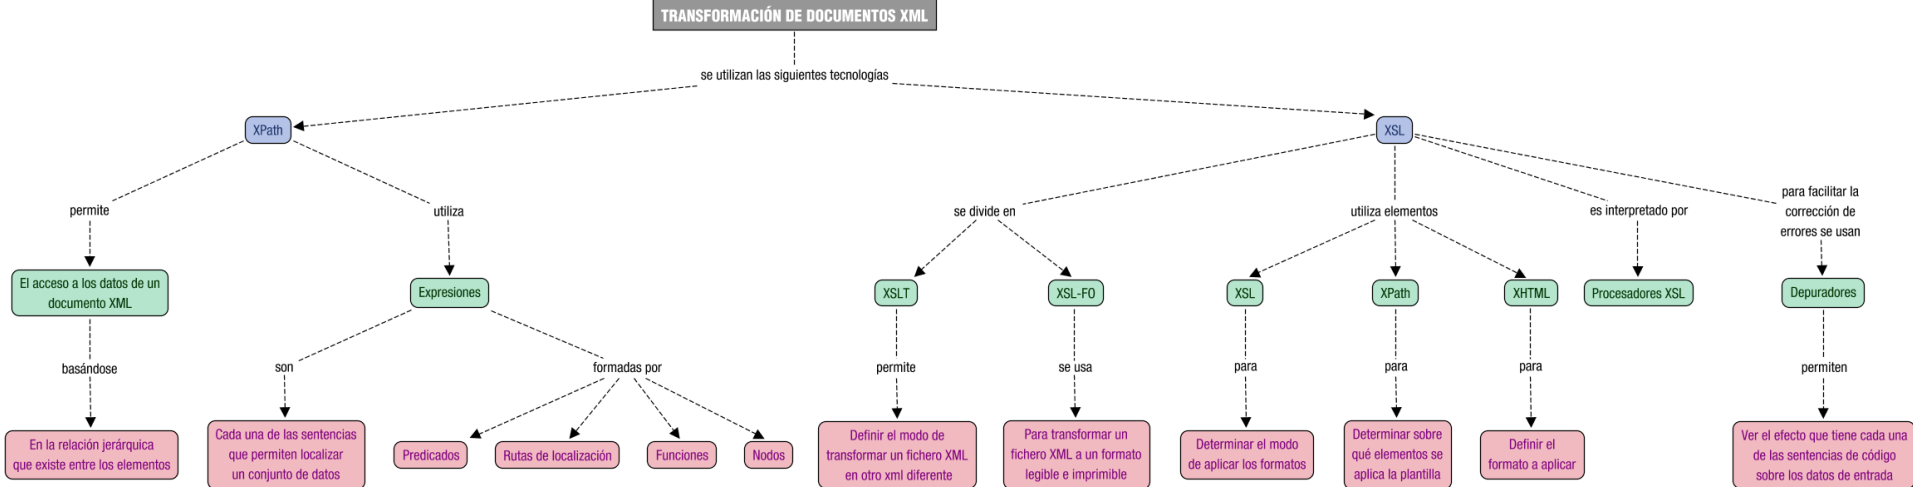 TRANSFORMACIÓN DE DOCUMENTOS XML
se utilizan las siguientes tecnologías
XPath
XSL
permite
utiliza
se divide en
utiliza elementos
es interpretado por
para facilitar la
corrección de
errores se usan
El acceso a los datos de un
documento XML
Expresiones
XSLT
XSL-FO
XSL
XPath
XHTML
Procesadores XSL
Depuradores
basándose
son
formadas por
permite
se usa
para
para
para
permiten
En la relación jerárquica
que existe entre los elementos
Cada una de las sentencias
que permiten localizar
un conjunto de datos
Predicados
Rutas de localización
Funciones
Nodos
Definir el modo de
transformar un fichero XML
en otro xml diferente
Para transformar un
fichero XML a un formato
legible e imprimible
Determinar el modo
de aplicar los formatos
Determinar sobre
qué elementos se
aplica la plantilla
Definir el
formato a aplicar
Ver el efecto que tiene cada una
de las sentencias de código
sobre los datos de entrada